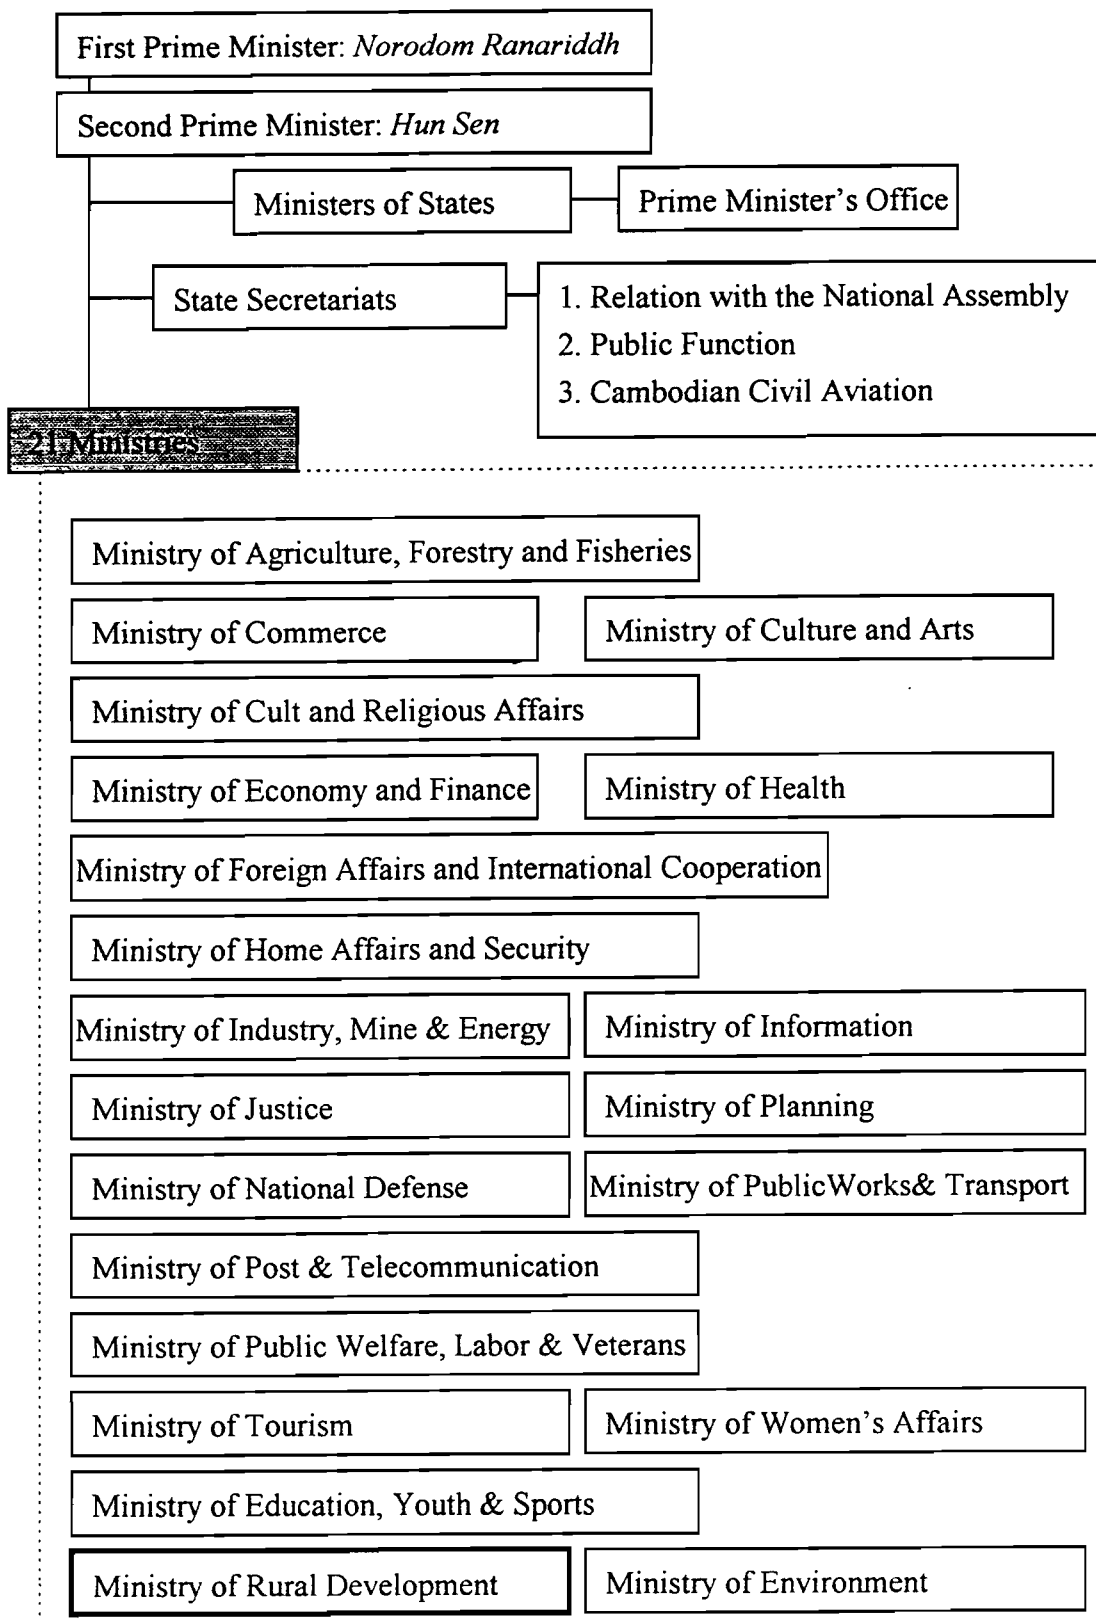 First Prime Minister: Norodom Ranariddh
Second Prime Minister: Hun Sen
Ministers of States
Prime Minister's Office
State Secretariats
1. Relation with the National Assembly
2. Public Function
3. Cambodian Civil Aviation
21 Ministries
Ministry of Agriculture, Forestry and Fisheries
Ministry of Commerce
Ministry of Culture and Arts
Ministry of Cult and Religious Affairs
Ministry of Economy and Finance
Ministry of Health
Ministry of Foreign Affairs and International Cooperation
Ministry of Home Affairs and Security
Ministry of Industry, Mine & Energy
Ministry of Information
Ministry of Justice
Ministry of Planning
Ministry of National Defense
Ministry of PublicWorks& Transport
Ministry of Post & Telecommunication
Ministry of Public Welfare, Labor & Veterans
Ministry of Tourism
Ministry of Women's Affairs
Ministry of Education, Youth & Sports
Ministry of Rural Development
Ministry of Environment